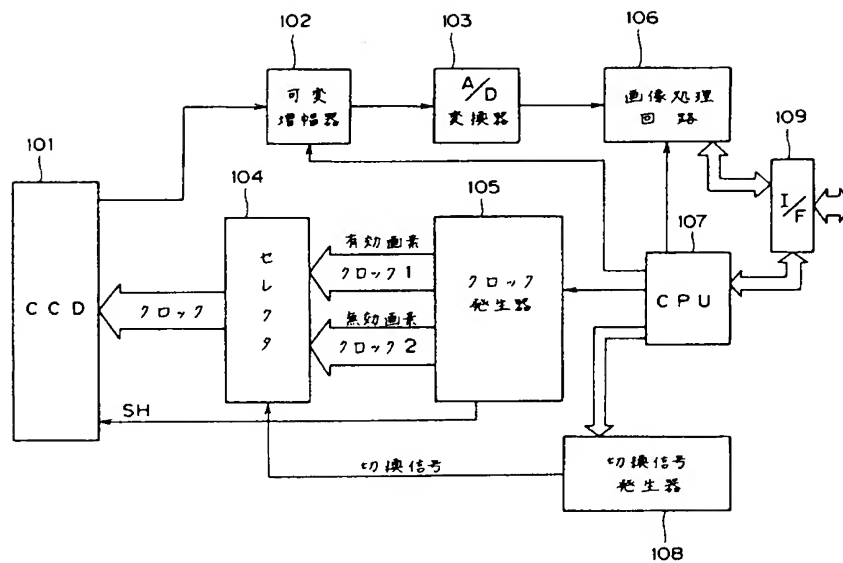 102
103
106
可変
増幅器
A/D
変換器
画像処理
回路
109
I/F
101
CCD
104
セレクタ
105
クロック
発生器
有効画素
クロック1
無効画素
クロック2
クロック
107
CPU
SH
切換信号
切換信号
発生器
108